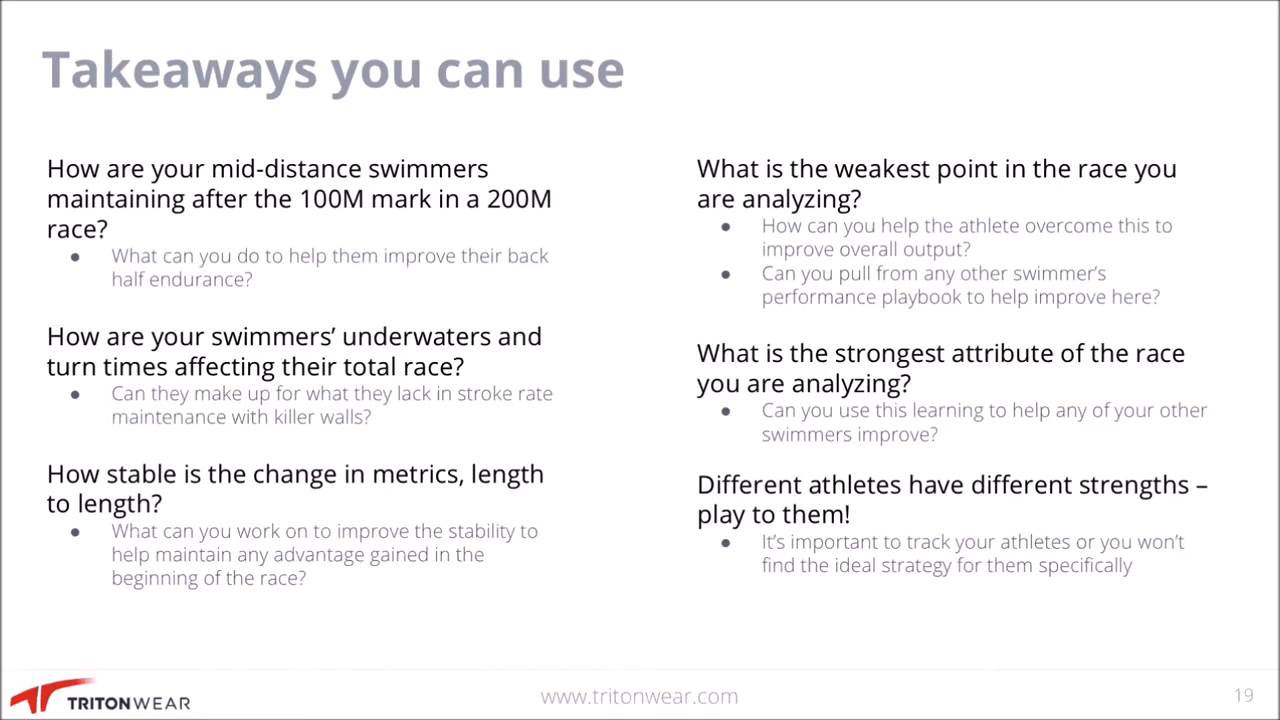 Takeaways you can use
How are your mid-distance swimmers
maintaining after the 100M mark in a 200M
race?
● What can you do to help them improve their back
half endurance?
How are your swimmers’ underwaters and
turn times affecting their total race?
● Can they make up for what they lack in stroke rate
maintenance with killer walls?
How stable is the change in metrics, length
to length?
● What can you work on to improve the stability to
help maintain any advantage gained in the
beginning of the race?
What is the weakest point in the race you
are analyzing?
● How can you help the athlete overcome this to
improve overall output?
● Can you pull from any other swimmer’s
performance playbook to help improve here?
What is the strongest attribute of the race
you are analyzing?
● Can you use this learning to help any of your other
swimmers improve?
Different athletes have different strengths –
play to them!
● It’s important to track your athletes or you won’t
find the ideal strategy for them specifically
TRITONWEAR
www.tritonwear.com
19